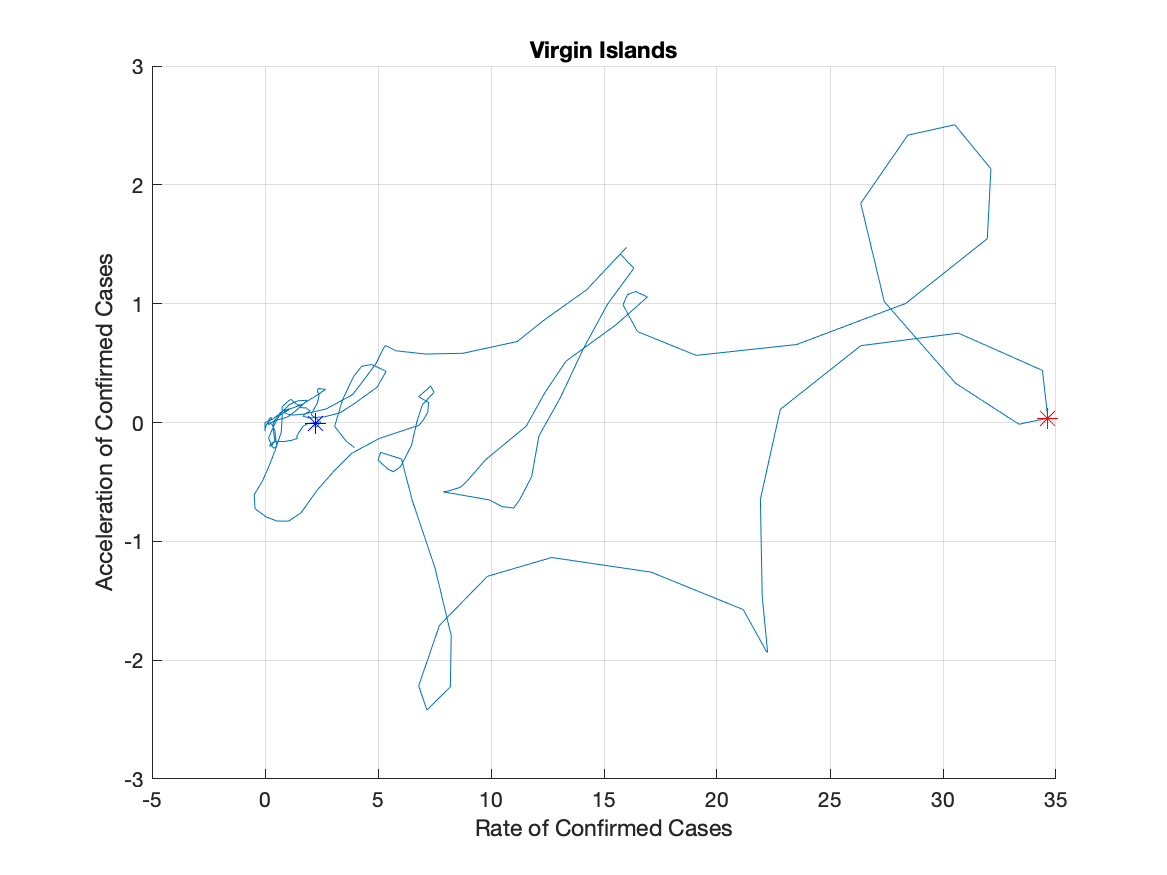 Virgin Islands
3
2
1
0
-1
-2
-3
Acceleration of Confirmed Cases
-5 0 5 10 15 20 25 30 35
Rate of Confirmed Cases